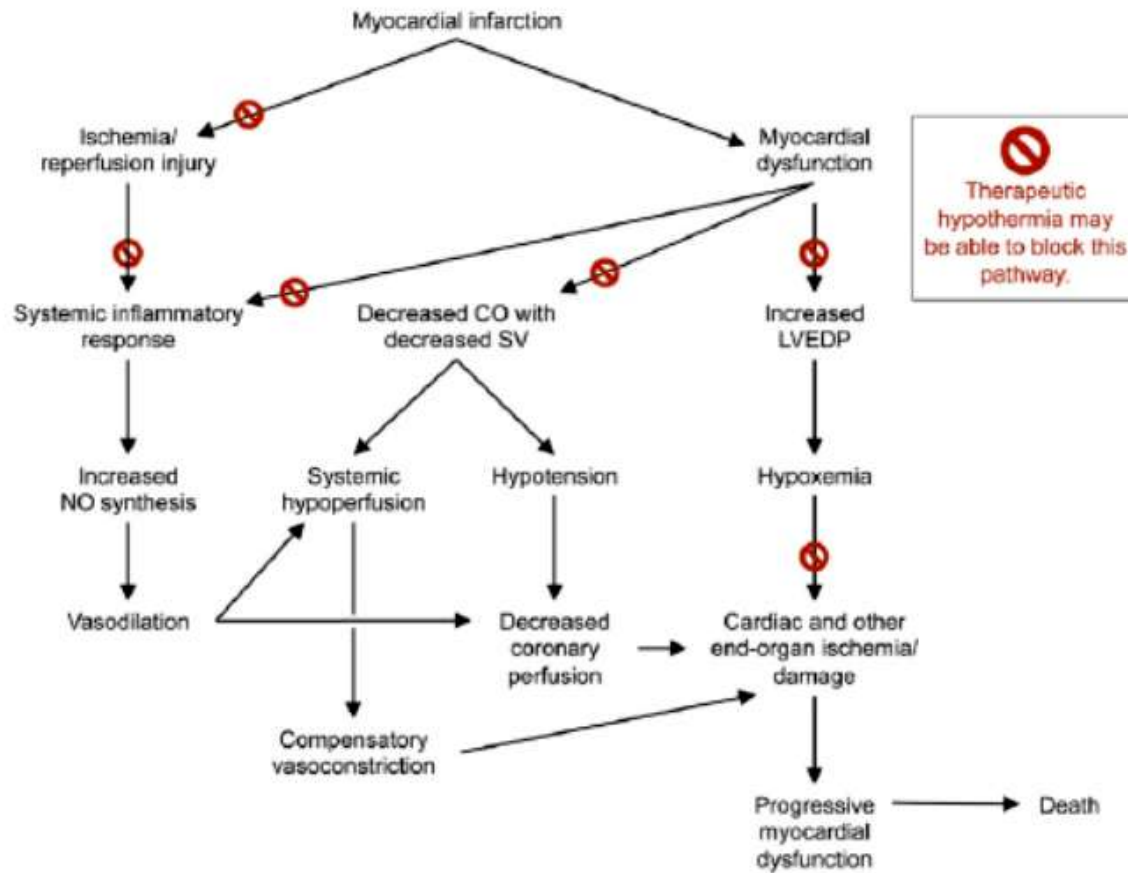 Myocardial infarction
Ischemia/
reperfusion injury
Myocardial
dysfunction
Therapeutic
hypothermia may
be able to block this
pathway.
Systemic inflammatory
response
Decreased CO with
decreased SV
Increased
LVEDP
Increased
NO synthesis
Systemic
hypoperfusion
Hypotension
Hypoxemia
Vasodilation
Decreased
coronary
perfusion
Cardiac and other
end-organ ischemia/
damage
Compensatory
vasoconstriction
Progressive
myocardial
dysfunction
Death